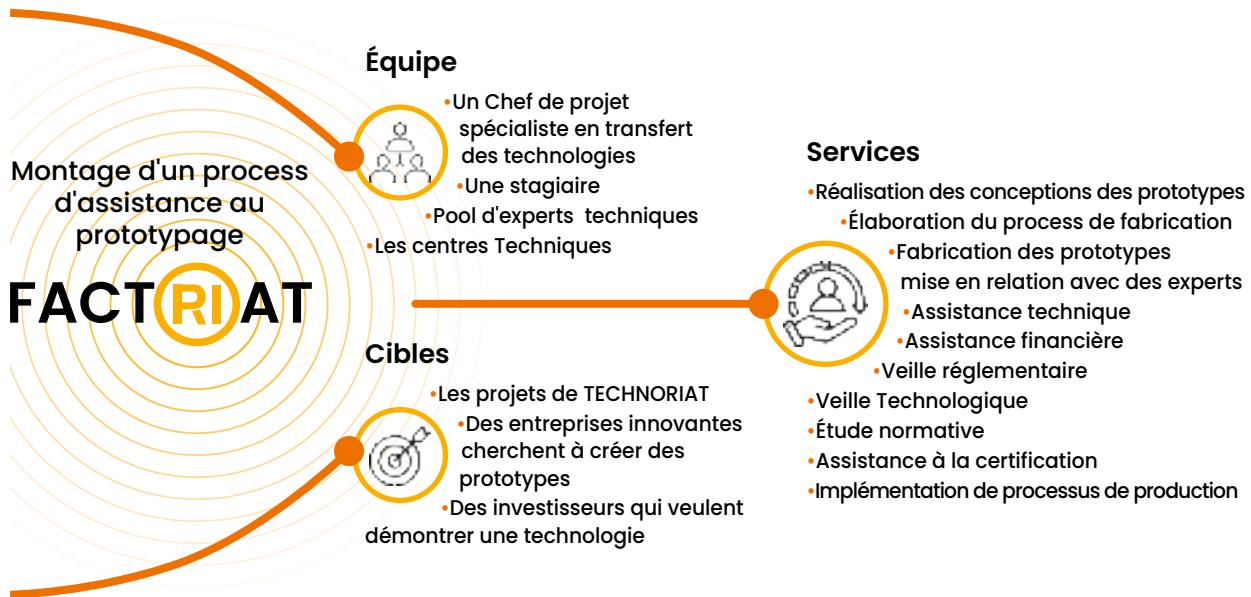 Montage d'un process
d'assistance au
prototypage
FACTRIAT
Équipe
•Un Chef de projet
spécialiste en transfert
des technologies
•Une stagiaire
•Pool d'experts techniques
•Les centres Techniques
Cibles
•Les projets de TECHNORIAT
•Des entreprises innovantes
cherchent à créer des
prototypes
•Des investisseurs qui veulent
démontrer une technologie
Services
•Réalisation des conceptions des prototypes
•Élaboration du process de fabrication
•Fabrication des prototypes
mise en relation avec des experts
•Assistance technique
•Assistance financière
•Veille réglementaire
•Veille Technologique
•Étude normative
•Assistance à la certification
•Implémentation de processus de production